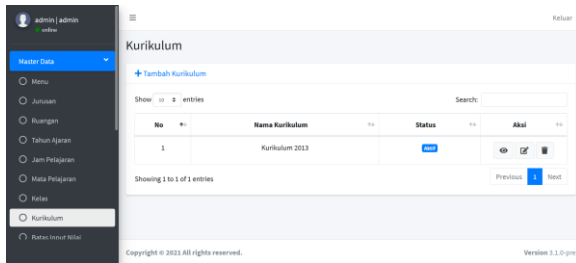 admin | admin
online
Keluar
Master Data
Menu
Jurusan
Ruangan
Tahun Ajaran
Jam Pelajaran
Mata Pelajaran
Kelas
Kurikulum
Batas Input Nilai
Kurikulum
+ Tambah Kurikulum
Show 10 entries
Search:
No Nama Kurikulum Status Aksi
1 Kurikulum 2013 Aktif
Showing 1 to 1 of 1 entries
Previous 1 Next
Copyright © 2021 All rights reserved.
Version 3.1.0-pre